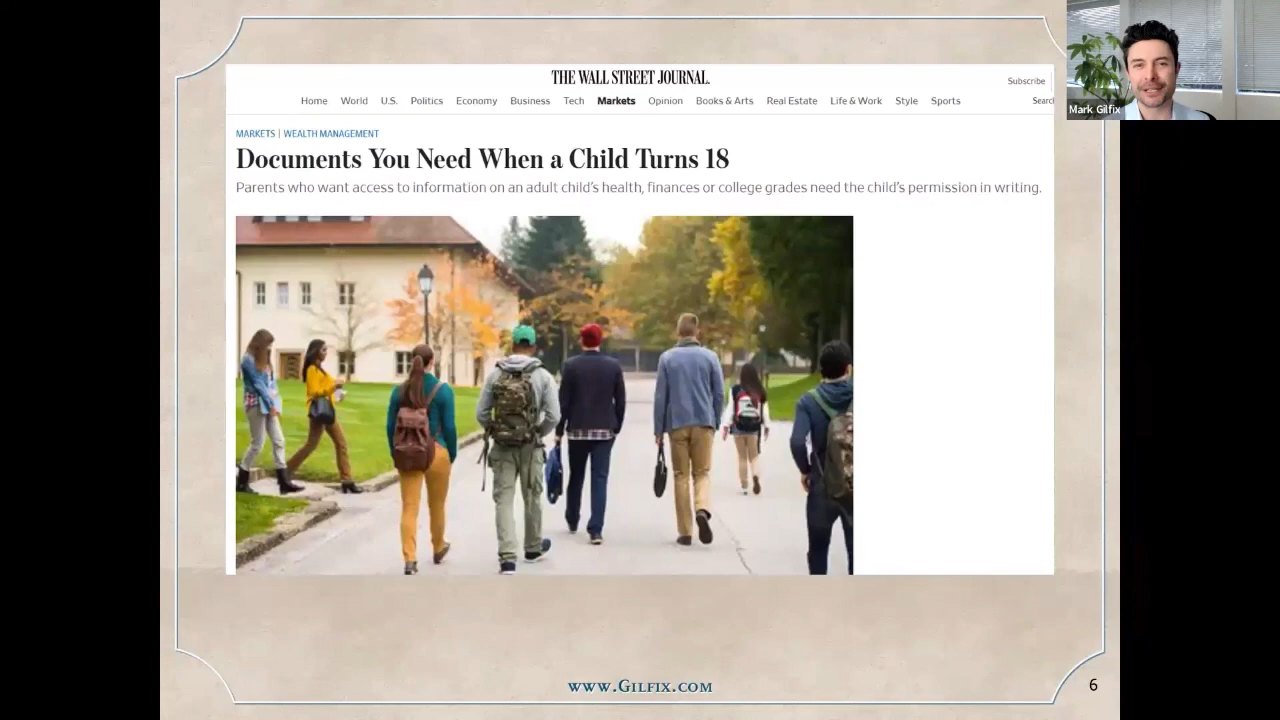 THE WALL STREET JOURNAL.
Subscribe
Home World U.S. Politics Economy Business Tech Markets Opinion Books & Arts Real Estate Life & Work Style Sports
Search
Mark Gilfix
MARKETS | WEALTH MANAGEMENT
Documents You Need When a Child Turns 18
Parents who want access to information on an adult child's health, finances or college grades need the child's permission in writing.
www.Gilfix.com
6